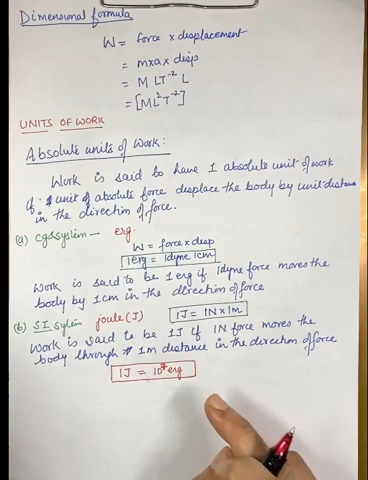 Dimensional formula
W = force x displacement
= mxax disp
= M LT⁻² L
= [ML²T⁻²]
UNITS OF WORK
Absolute units of Work:
Work is said to have 1 absolute unit of work
if unit of absolute force displace the body by unit distance
in the direction of force.
(a) cgs system — erg.
W = force x disp
1erg = 1dyne 1cm
Work is said to be 1 erg if 1dyne force moves the
body by 1cm in the direction of force
(b) SI system joule (J) 1J = 1N x 1m
Work is said to be 1J if 1N force moves the
body through 1m distance in the direction of force
1J = 10⁷ erg